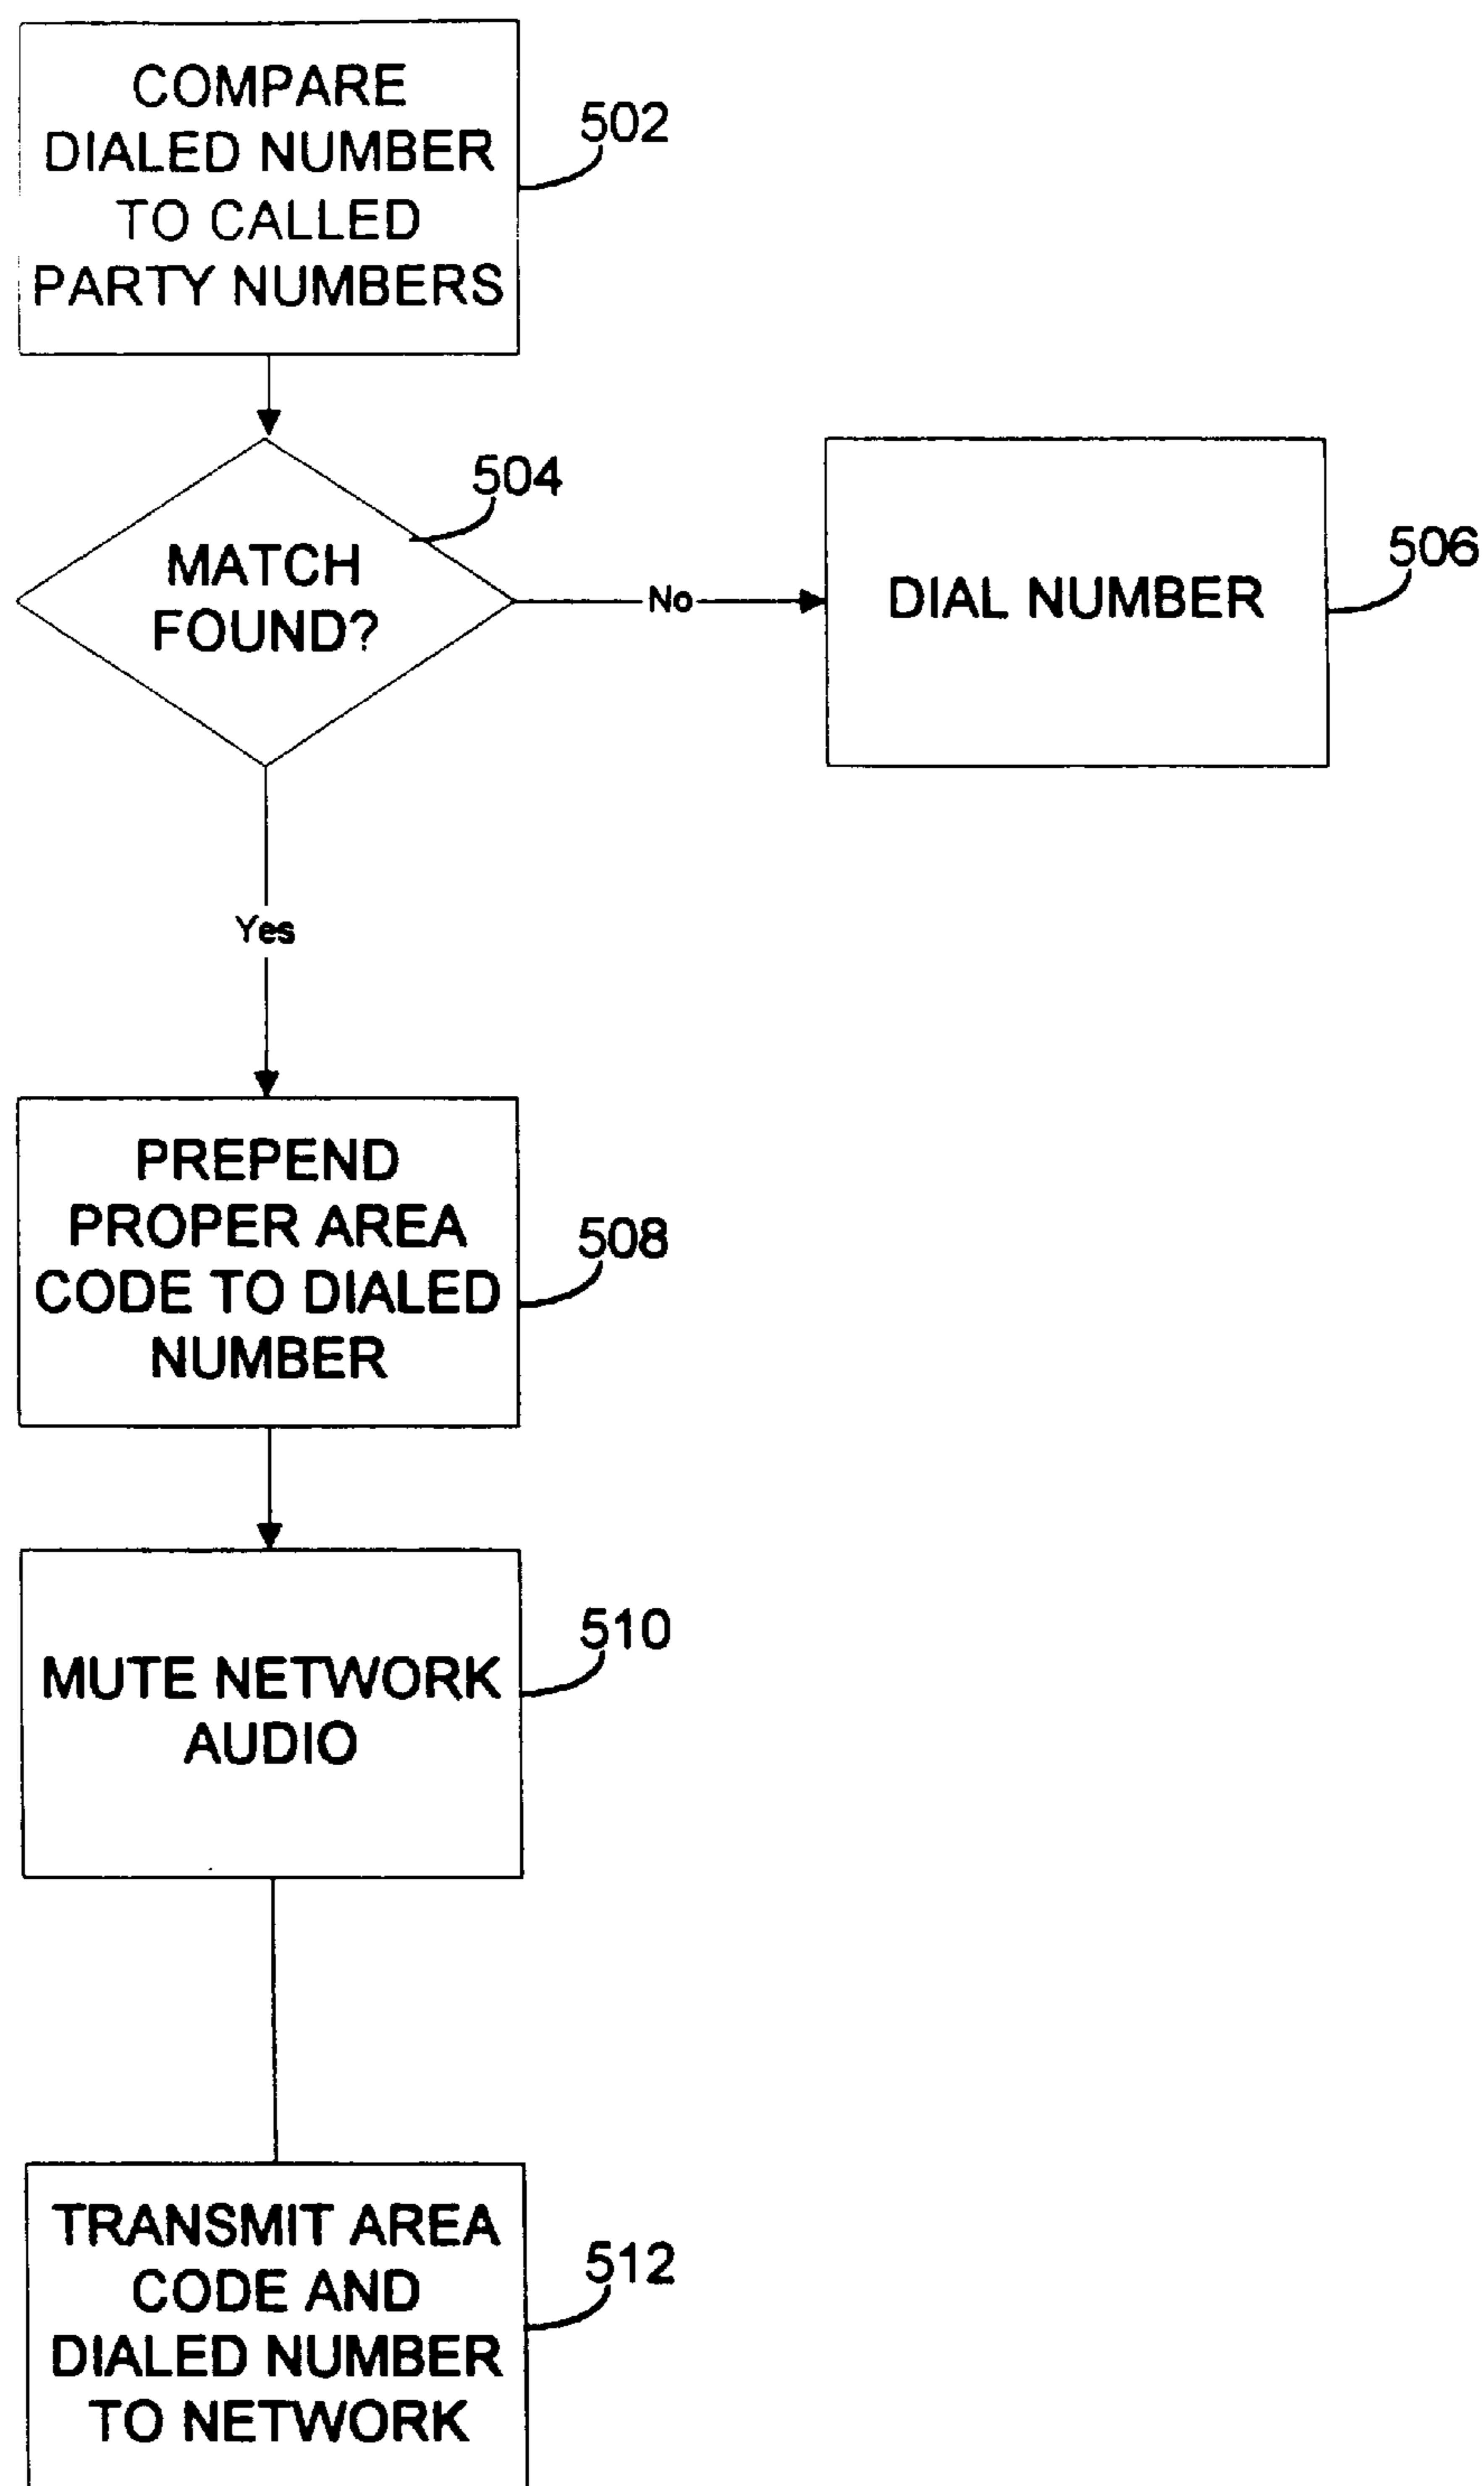 COMPARE
DIALED NUMBER
TO CALLED
PARTY NUMBERS
502
504
MATCH
FOUND?
No
DIAL NUMBER
506
Yes
PREPEND
PROPER AREA
CODE TO DIALED
NUMBER
508
MUTE NETWORK
AUDIO
510
TRANSMIT AREA
CODE AND
DIALED NUMBER
TO NETWORK
512